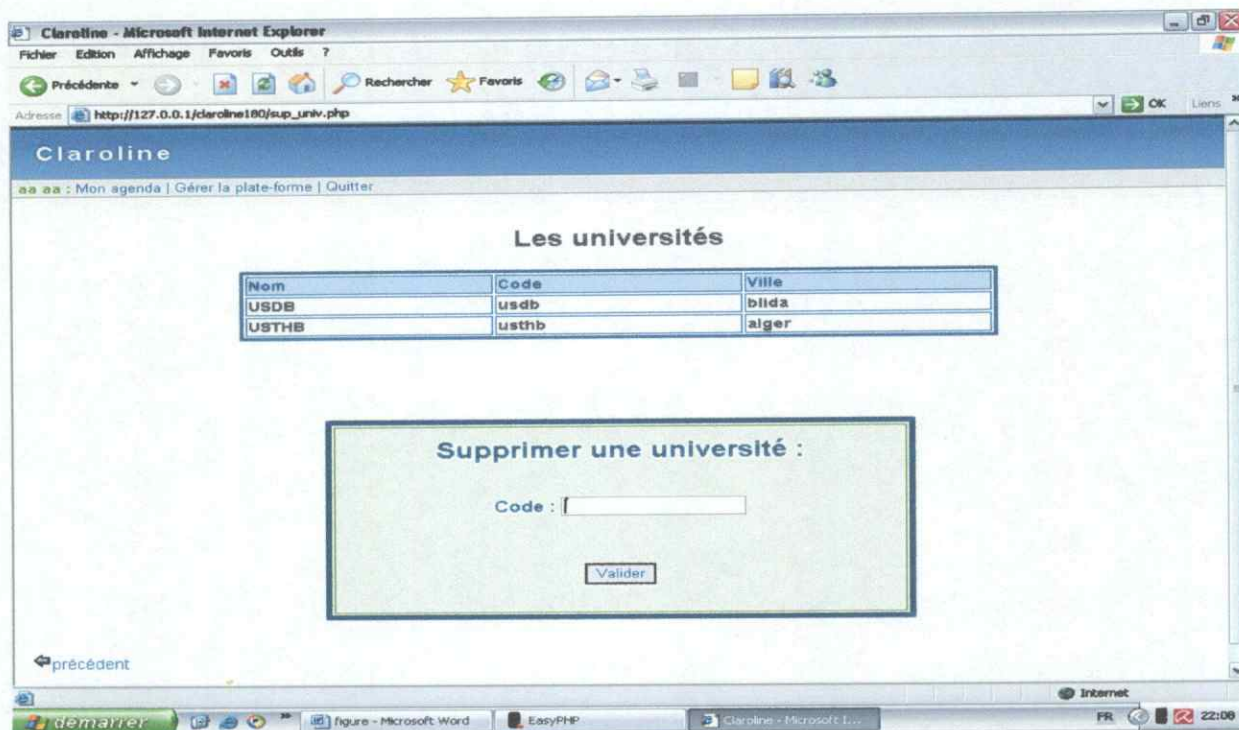 Claroline - Microsoft Internet Explorer
Fichier Edition Affichage Favoris Outils ?
Précédente Rechercher Favoris
Adresse http://127.0.0.1/claroline180/sup_univ.php OK Liens »
Claroline
aa aa : Mon agenda | Gérer la plate-forme | Quitter
Les universités
Nom Code Ville
USDB usdb blida
USTHB usthb alger
Supprimer une université :
Code :
Valider
précédent
Internet
démarrer » figure - Microsoft Word EasyPHP Claroline - Microsoft I... FR 22:08